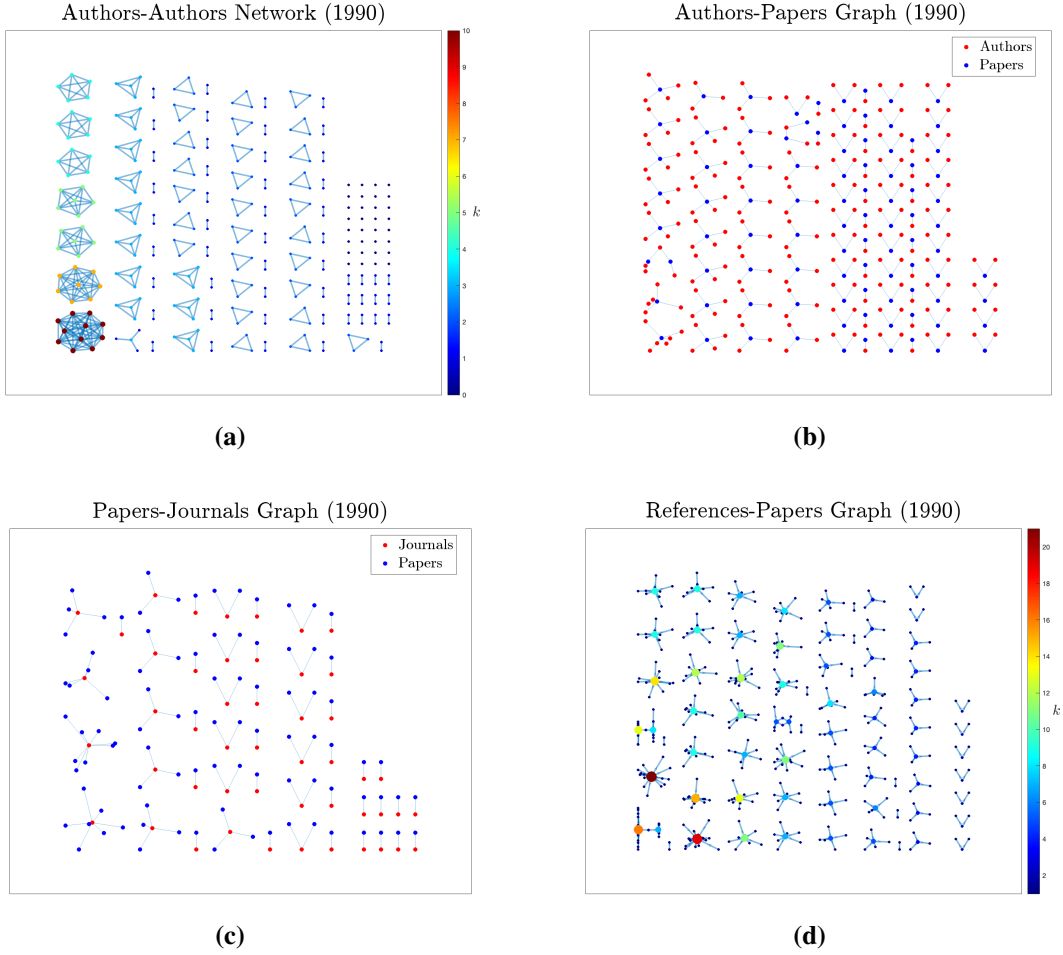 Authors-Authors Network (1990)
10
9
8
7
6
5
4
3
2
1
0
k
(a)
Authors-Papers Graph (1990)
Authors
Papers
(b)
Papers-Journals Graph (1990)
Journals
Papers
(c)
References-Papers Graph (1990)
20
18
16
14
12
10
8
6
4
2
k
(d)